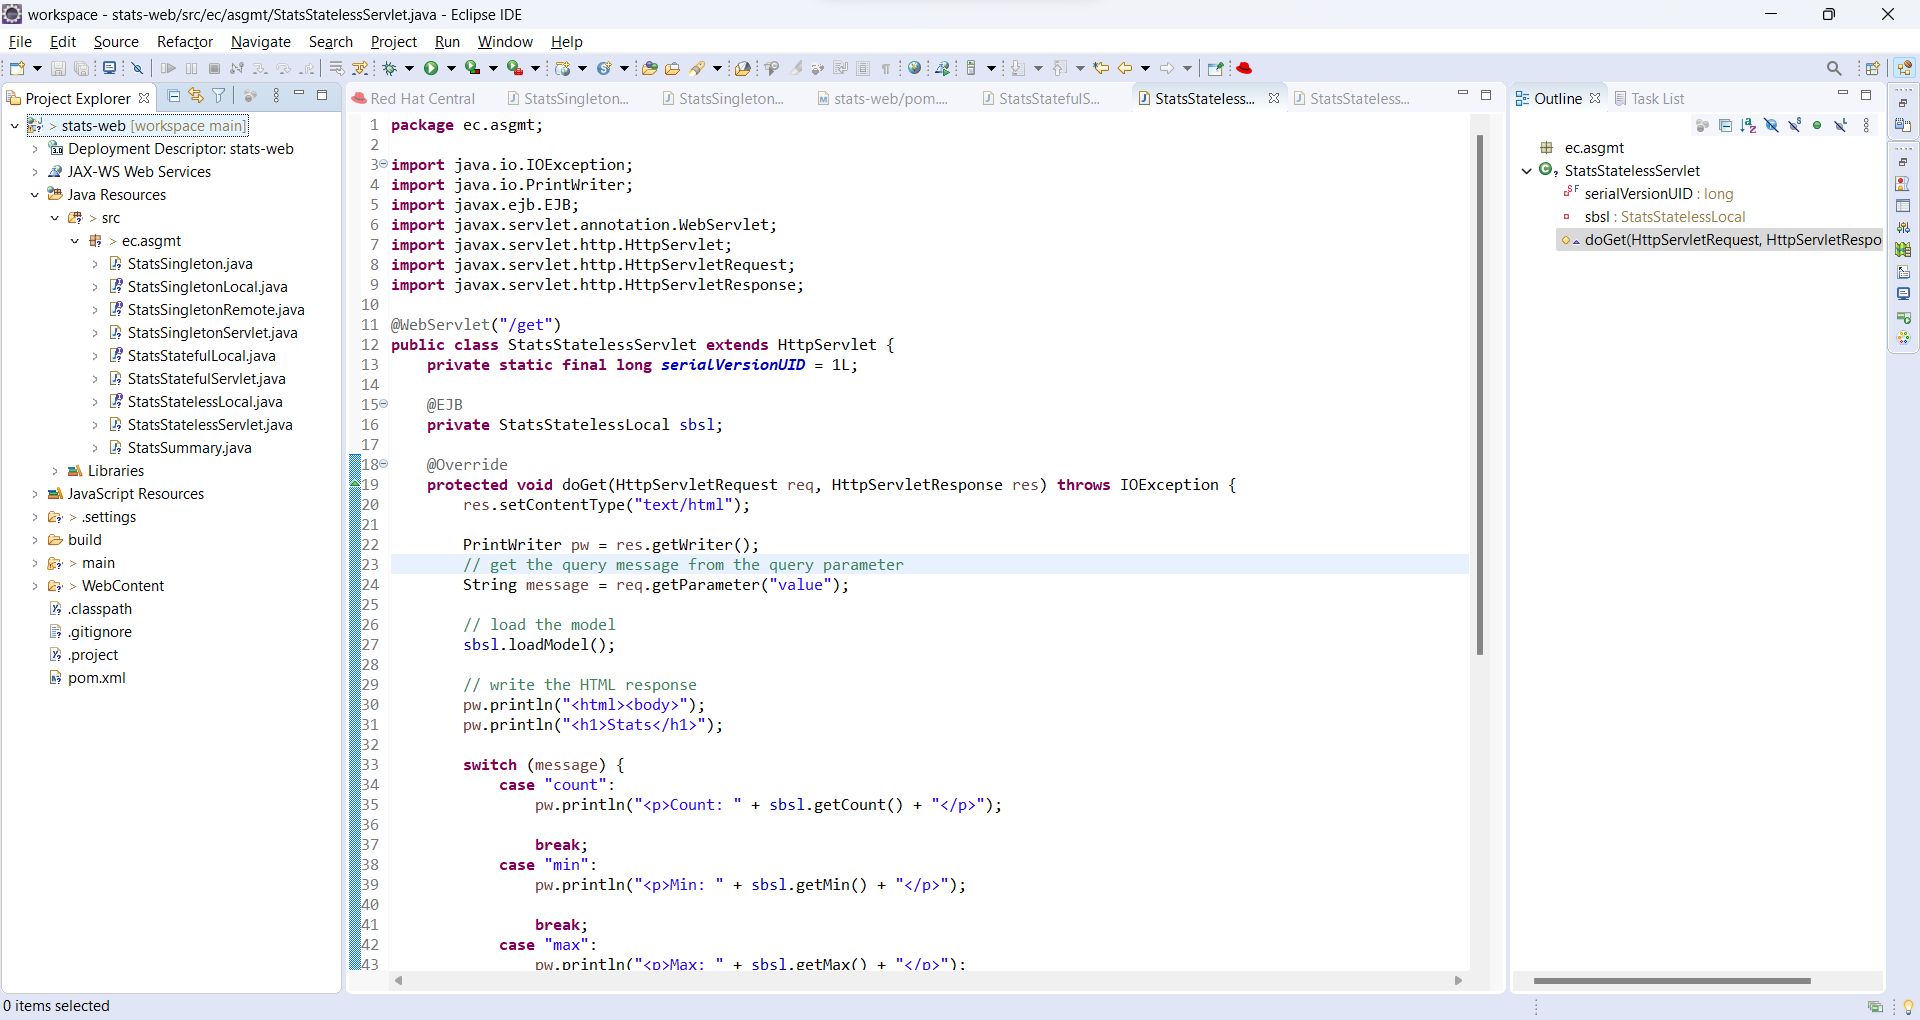 workspace - stats-web/src/ec/asgmt/StatsStatelessServlet.java - Eclipse IDE
File Edit Source Refactor Navigate Search Project Run Window Help
Project Explorer
> stats-web [workspace main]
Deployment Descriptor: stats-web
JAX-WS Web Services
Java Resources
> src
> ec.asgmt
StatsSingleton.java
StatsSingletonLocal.java
StatsSingletonRemote.java
StatsSingletonServlet.java
StatsStatefulLocal.java
StatsStatefulServlet.java
StatsStatelessLocal.java
StatsStatelessServlet.java
StatsSummary.java
Libraries
JavaScript Resources
> .settings
build
> main
> WebContent
.classpath
.gitignore
.project
pom.xml
Red Hat Central StatsSingleton... StatsSingleton... stats-web/pom.... StatsStatefulS... StatsStateless... StatsStateless...
1 package ec.asgmt;
2
3 import java.io.IOException;
4 import java.io.PrintWriter;
5 import javax.ejb.EJB;
6 import javax.servlet.annotation.WebServlet;
7 import javax.servlet.http.HttpServlet;
8 import javax.servlet.http.HttpServletRequest;
9 import javax.servlet.http.HttpServletResponse;
10
11 @WebServlet("/get")
12 public class StatsStatelessServlet extends HttpServlet {
13 private static final long serialVersionUID = 1L;
14
15 @EJB
16 private StatsStatelessLocal sbsl;
17
18 @Override
19 protected void doGet(HttpServletRequest req, HttpServletResponse res) throws IOException {
20 res.setContentType("text/html");
21
22 PrintWriter pw = res.getWriter();
23 // get the query message from the query parameter
24 String message = req.getParameter("value");
25
26 // load the model
27 sbsl.loadModel();
28
29 // write the HTML response
30 pw.println("<html><body>");
31 pw.println("<h1>Stats</h1>");
32
33 switch (message) {
34 case "count":
35 pw.println("<p>Count: " + sbsl.getCount() + "</p>");
36
37 break;
38 case "min":
39 pw.println("<p>Min: " + sbsl.getMin() + "</p>");
40
41 break;
42 case "max":
43 pw.println("<p>Max: " + sbsl.getMax() + "</p>");
Outline Task List
ec.asgmt
StatsStatelessServlet
serialVersionUID : long
sbsl : StatsStatelessLocal
doGet(HttpServletRequest, HttpServletRespo
0 items selected